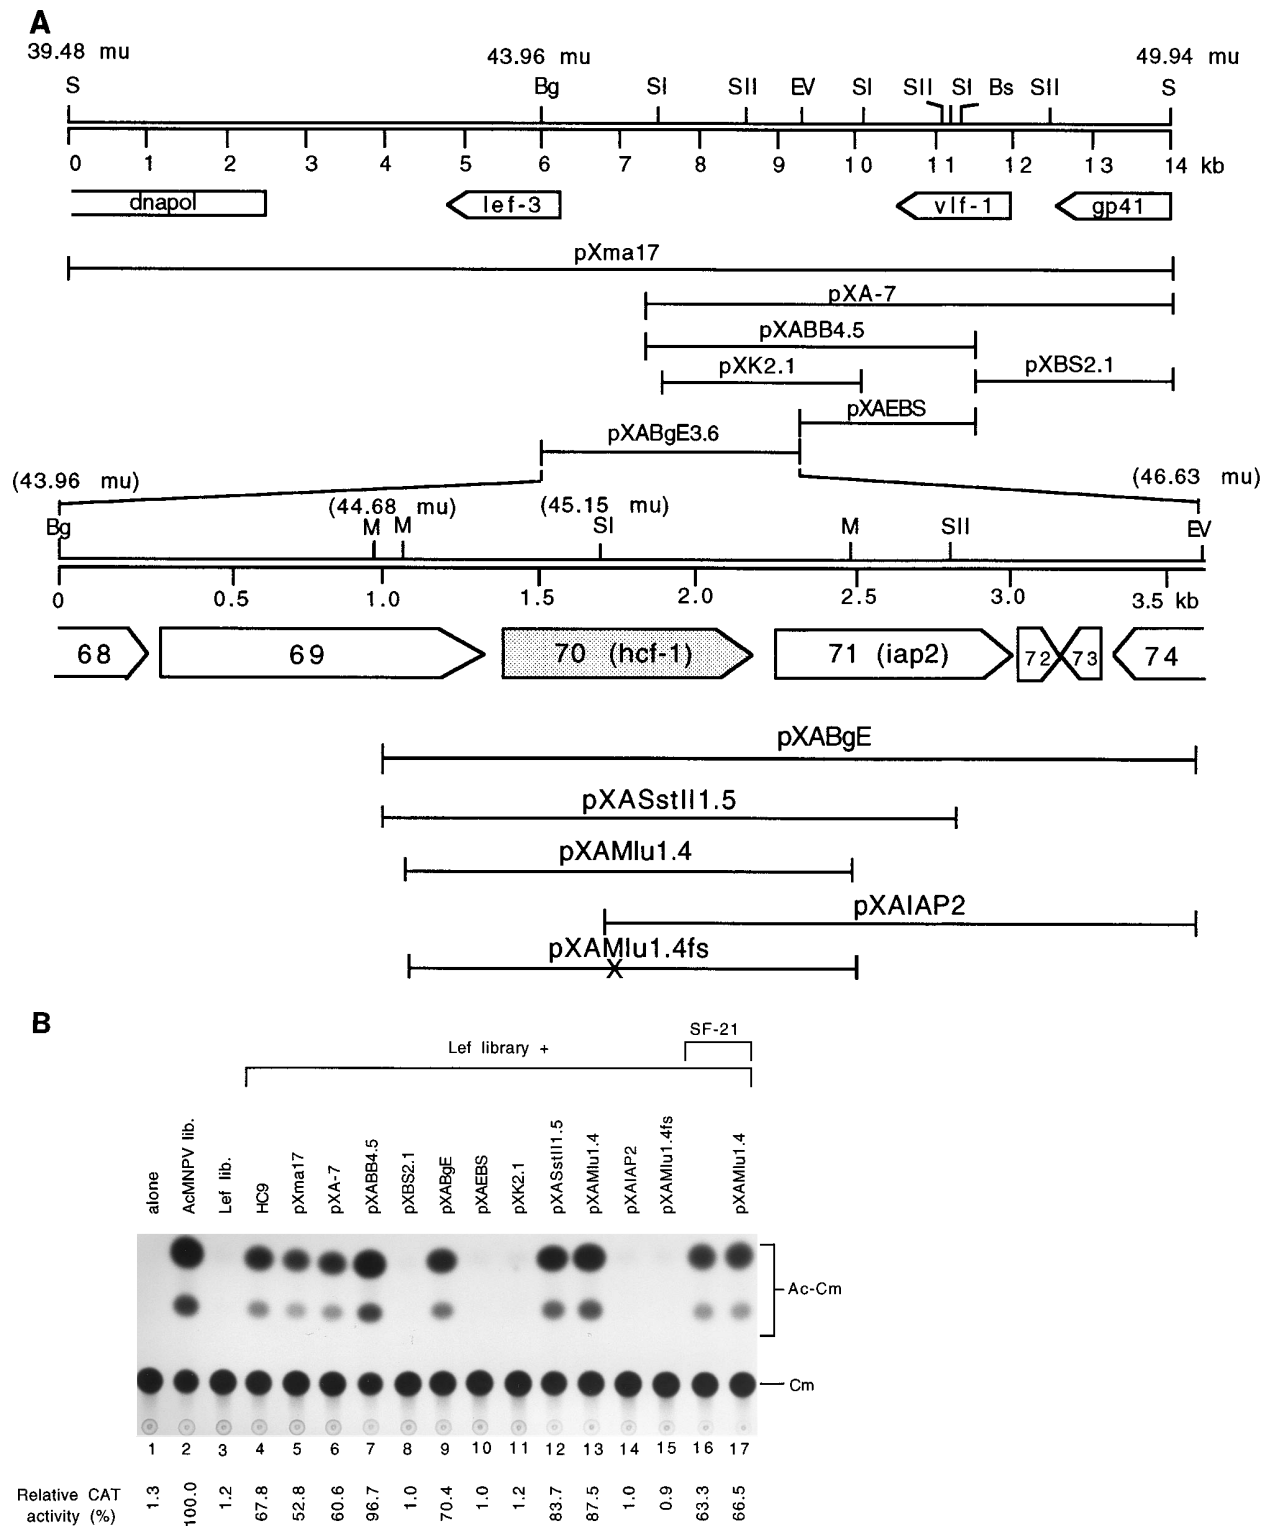 A
39.48 mu 43.96 mu 49.94 mu
S Bg SI SII EV SI SII SI Bs SII S
0 1 2 3 4 5 6 7 8 9 10 11 12 13 14 kb
dnapol lef-3 vlf-1 gp41
pXma17
pXA-7
pXABB4.5
pXK2.1 pXBS2.1
pXAEBS
pXABgE3.6
(43.96 mu) (46.63 mu)
(44.68 mu) (45.15 mu)
Bg M M SI M SII EV
0 0.5 1.0 1.5 2.0 2.5 3.0 3.5 kb
68 69 70 (hcf-1) 71 (iap2) 72 73 74
pXABgE
pXASstII1.5
pXAMlu1.4
pXAIAP2
pXAMlu1.4fs
X
B
SF-21
Lef library +
alone
AcMNPV lib.
Lef lib.
HC9
pXma17
pXA-7
pXABB4.5
pXBS2.1
pXABgE
pXAEBS
pXK2.1
pXASstII1.5
pXAMlu1.4
pXAIAP2
pXAMlu1.4fs
pXAMlu1.4
Ac-Cm
Cm
1 2 3 4 5 6 7 8 9 10 11 12 13 14 15 16 17
Relative CAT
activity (%)
1.3 100.0 1.2 67.8 52.8 60.6 96.7 1.0 70.4 1.0 1.2 83.7 87.5 1.0 0.9 63.3 66.5